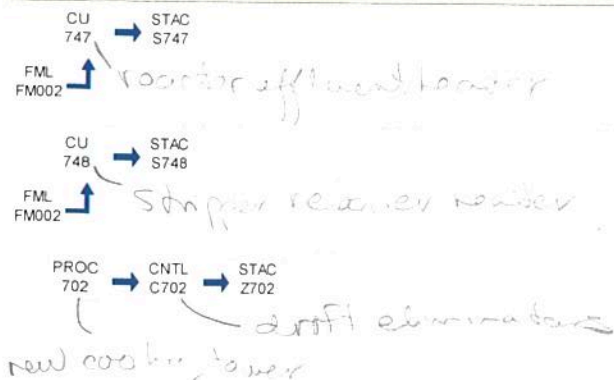 CU STAC
747 S747
FML
FM002
reactor effluent heater
CU STAC
748 S748
FML
FM002
stripper reboiler heater
PROC CNTL STAC
702 C702 Z702
drift eliminators
new cooling tower